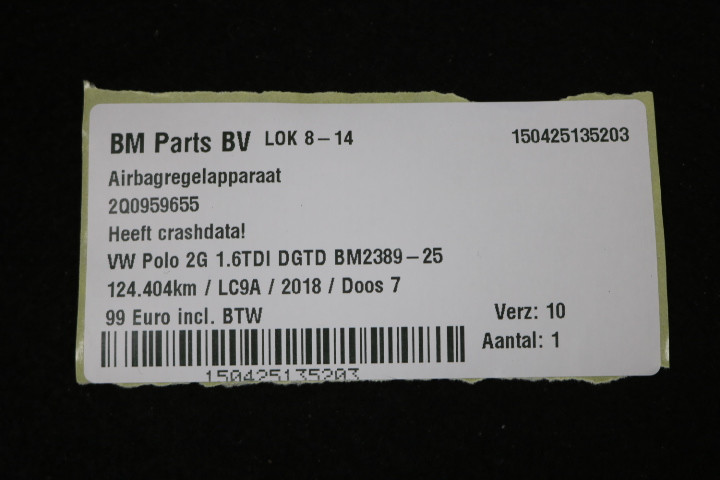 BM Parts BV LOK 8-14 150425135203
Airbagregelapparaat
2Q0959655
Heeft crashdata!
VW Polo 2G 1.6TDI DGTD BM2389-25
124.404km / LC9A / 2018 / Doos 7
99 Euro incl. BTW Verz: 10
Aantal: 1
150425135203